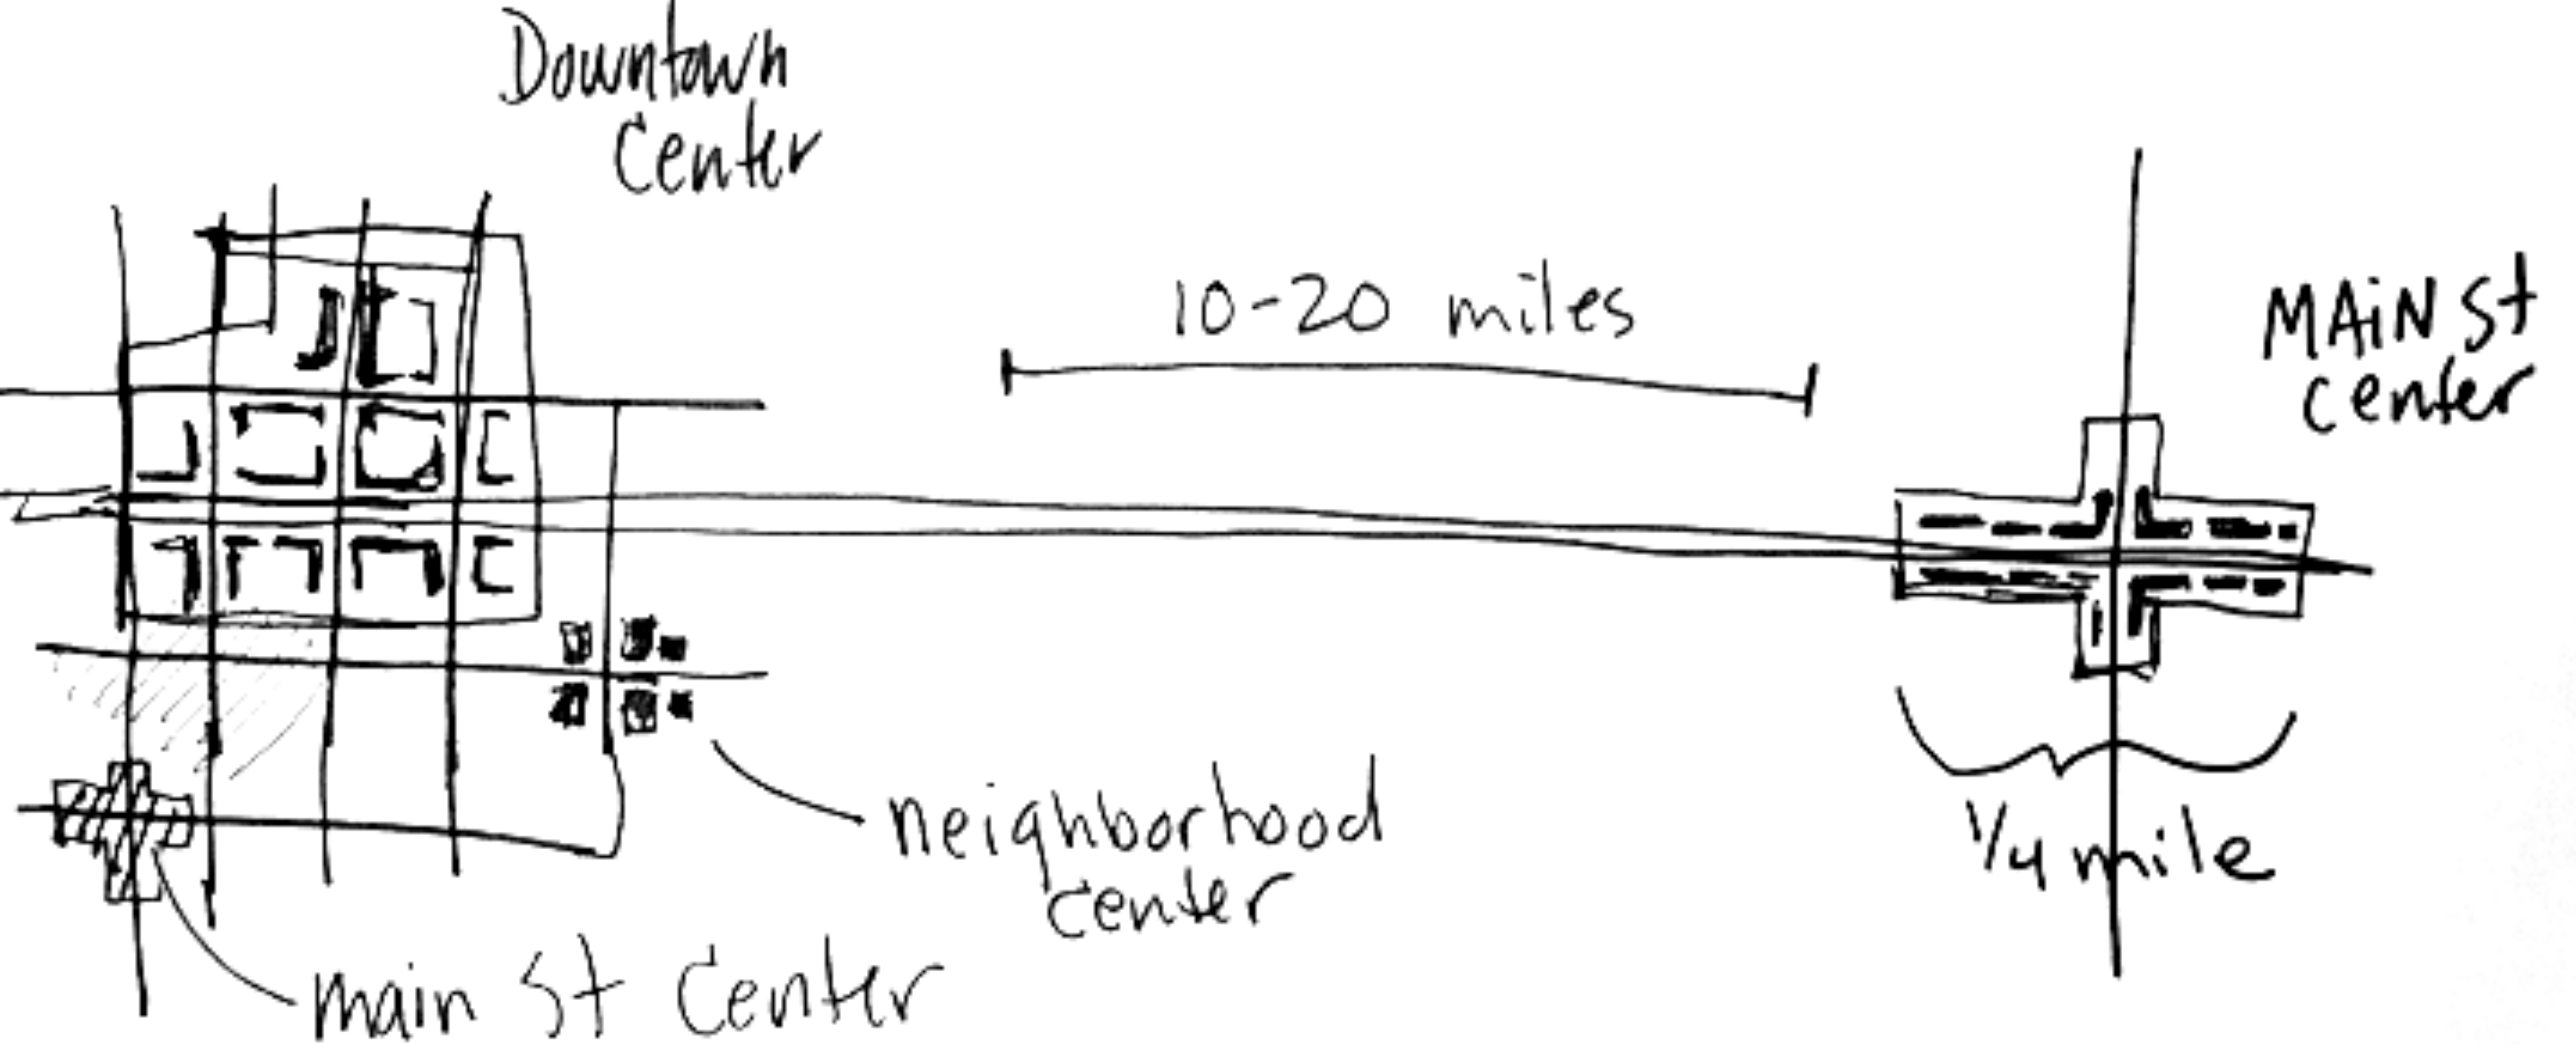 Downtown
Center
10-20 miles
MAiN St
center
neighborhood
center
1/4 mile
main St Center